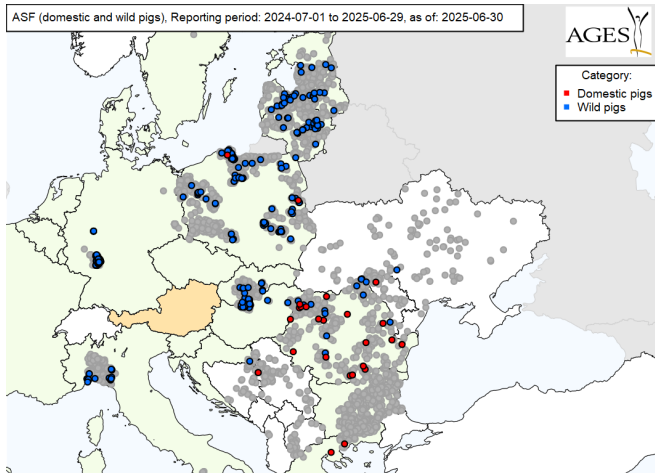 ASF (domestic and wild pigs), Reporting period: 2024-07-01 to 2025-06-29, as of: 2025-06-30
AGES
Category:
Domestic pigs
Wild pigs